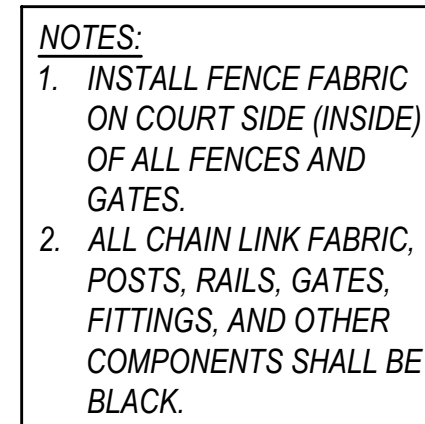 NOTES:
1. INSTALL FENCE FABRIC
ON COURT SIDE (INSIDE)
OF ALL FENCES AND
GATES.
2. ALL CHAIN LINK FABRIC,
POSTS, RAILS, GATES,
FITTINGS, AND OTHER
COMPONENTS SHALL BE
BLACK.